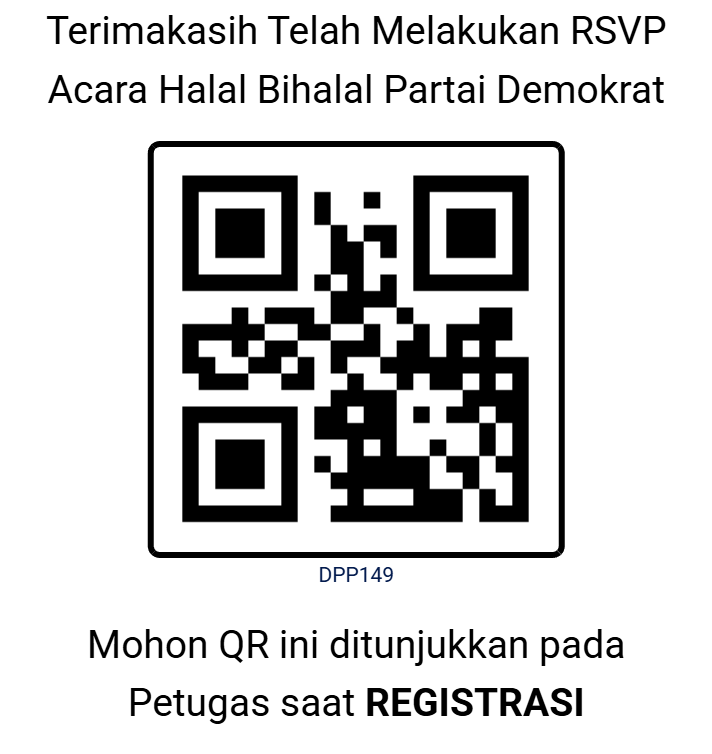 Terimakasih Telah Melakukan RSVP
Acara Halal Bihalal Partai Demokrat
DPP149
Mohon QR ini ditunjukkan pada
Petugas saat REGISTRASI